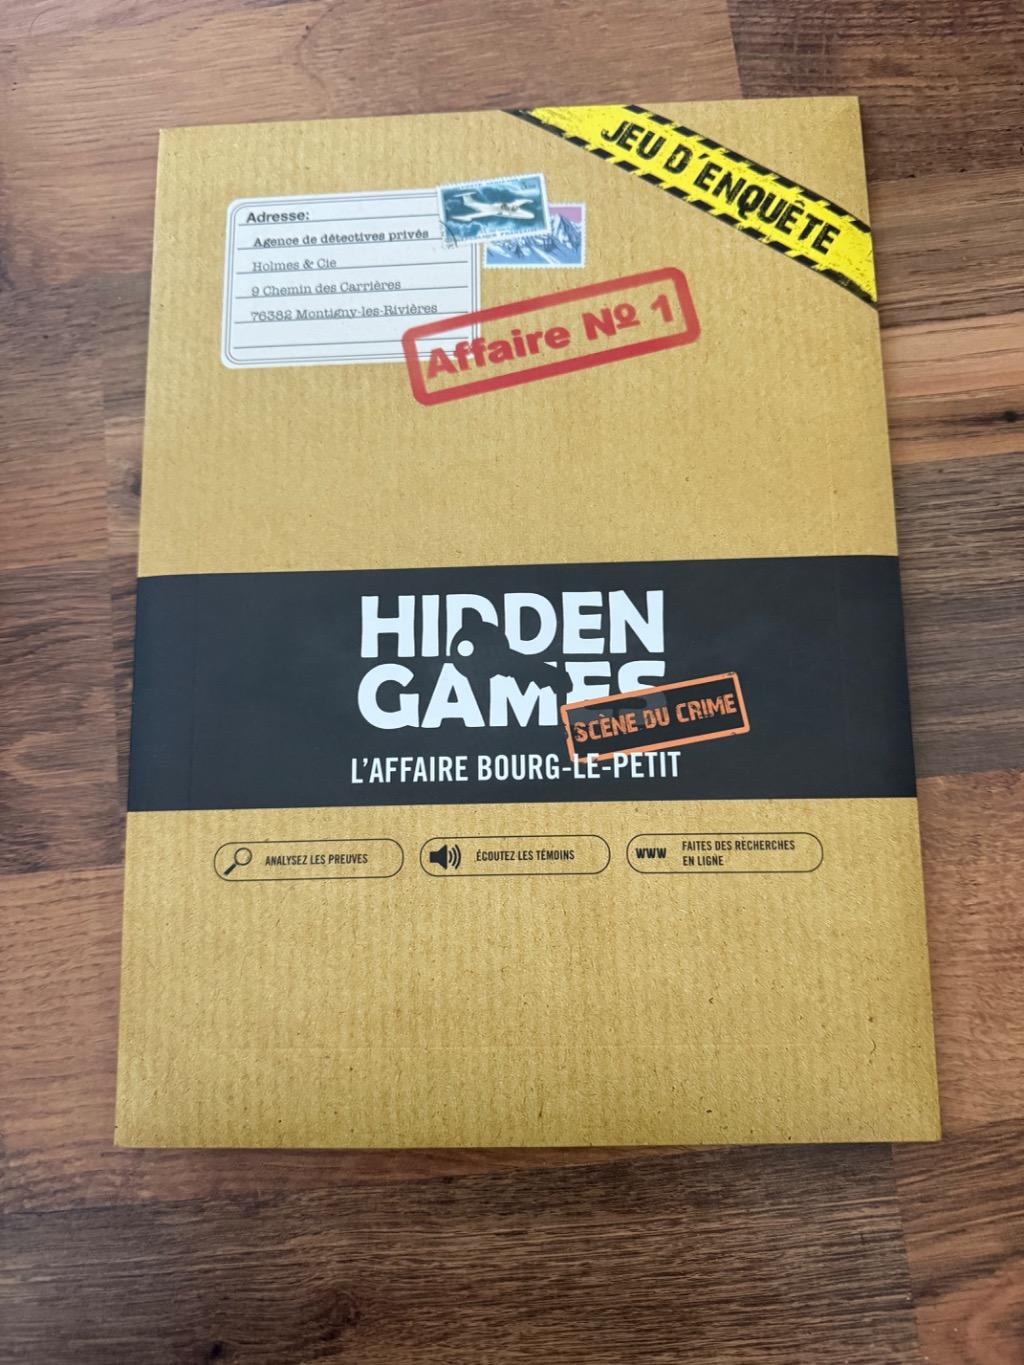 JEU D'ENQUÊTE
Adresse:
Agence de détectives privés
Holmes & Cie
9 Chemin des Carrières
76382 Montigny-les-Rivières
Affaire Nº 1
HIDDEN
GAMES
SCÈNE DU CRIME
L'AFFAIRE BOURG-LE-PETIT
ANALYSEZ LES PREUVES
ÉCOUTEZ LES TÉMOINS
WWW
FAITES DES RECHERCHES
EN LIGNE